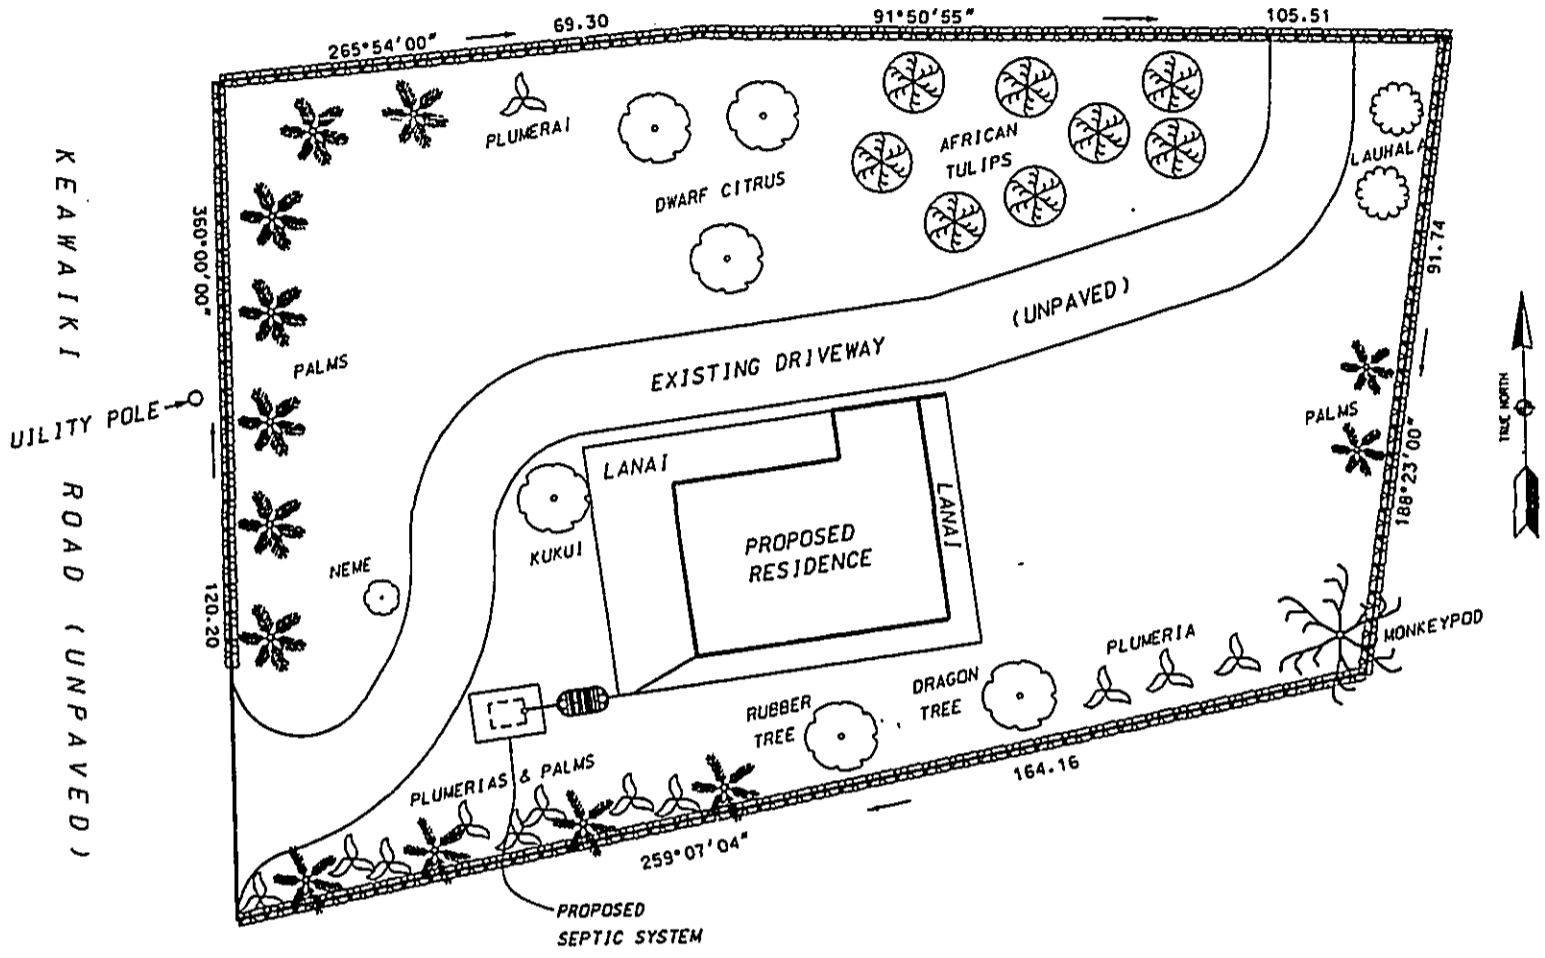 265°54'00"
69.30
91°50'55"
105.51
PLUMERAI
DWARF CITRUS
AFRICAN
TULIPS
LAUHALA
KEAWAIKI ROAD (UNPAVED)
360°00'00"
120.20
PALMS
UILITY POLE
EXISTING DRIVEWAY
(UNPAVED)
91.74
188°23'00"
PALMS
TRUE NORTH
LANAI
LANAI
PROPOSED
RESIDENCE
KUKUI
NEME
MONKEYPOD
PLUMERIA
DRAGON
TREE
RUBBER
TREE
PLUMERIAS & PALMS
164.16
259°07'04"
PROPOSED
SEPTIC SYSTEM